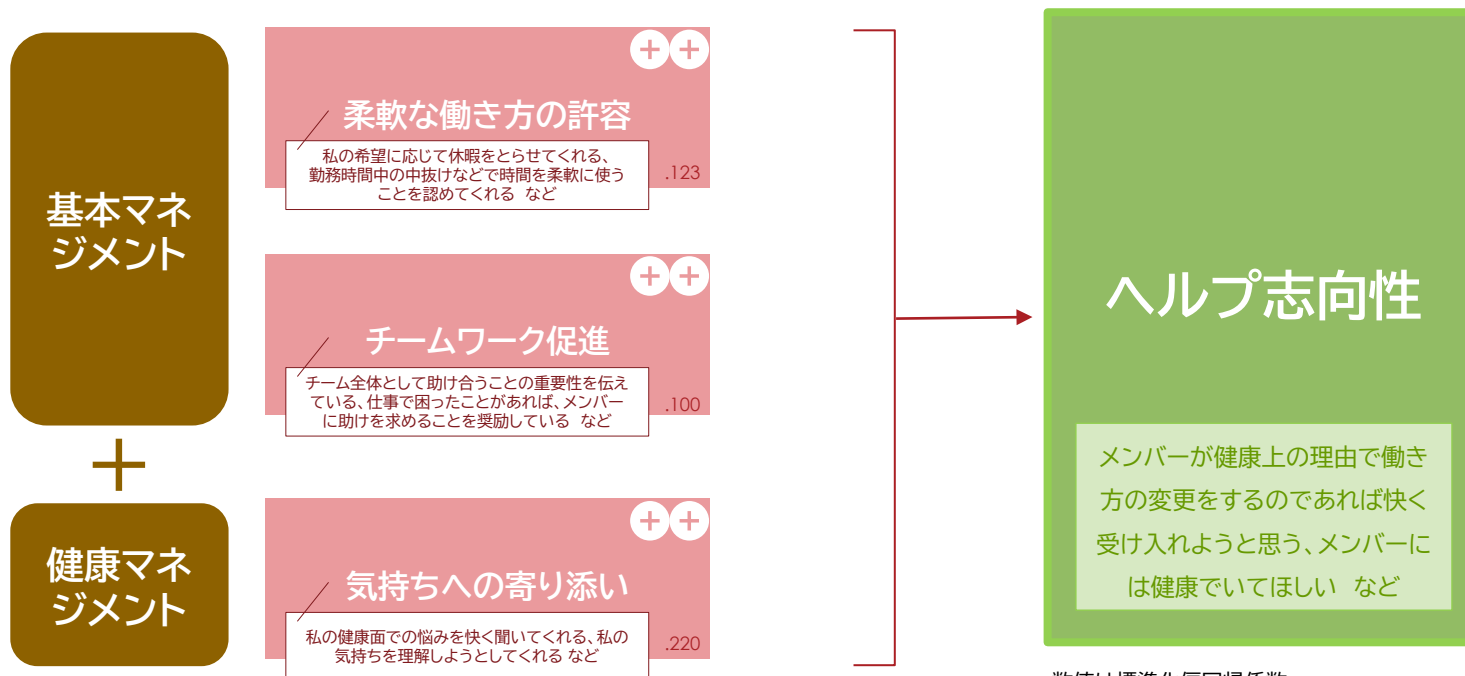 基本マネ
ジメント
+
健康マネ
ジメント
++
柔軟な働き方の許容
私の希望に応じて休暇をとらせてくれる、
勤務時間中の中抜けなどで時間を柔軟に使う
ことを認めてくれる など
.123
++
チームワーク促進
チーム全体として助け合うことの重要性を伝え
ている、仕事で困ったことがあれば、メンバー
に助けを求めることを奨励している など
.100
++
気持ちへの寄り添い
私の健康面での悩みを快く聞いてくれる、私の
気持ちを理解しようとしてくれる など
.220
ヘルプ志向性
メンバーが健康上の理由で働き
方の変更をするのであれば快く
受け入れようと思う、メンバーに
は健康でいてほしい など